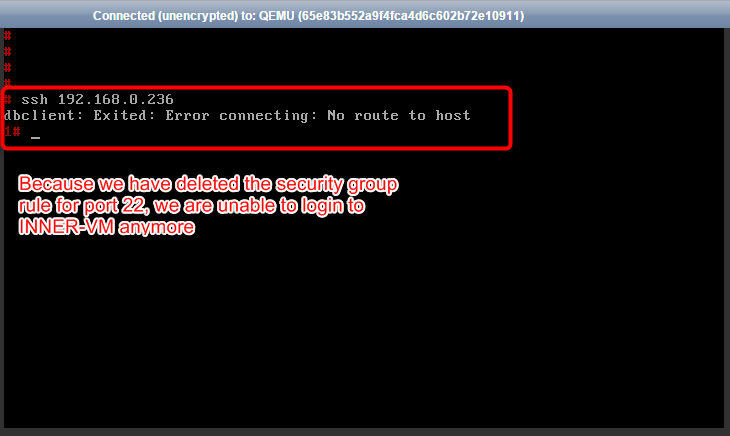 Connected (unencrypted) to: QEMU (65e83b552a9f4fca4d6c602b72e10911)
#
#
#
#
# ssh 192.168.0.236
dbclient: Exited: Error connecting: No route to host
1# _
Because we have deleted the security group
rule for port 22, we are unable to login to
INNER-VM anymore